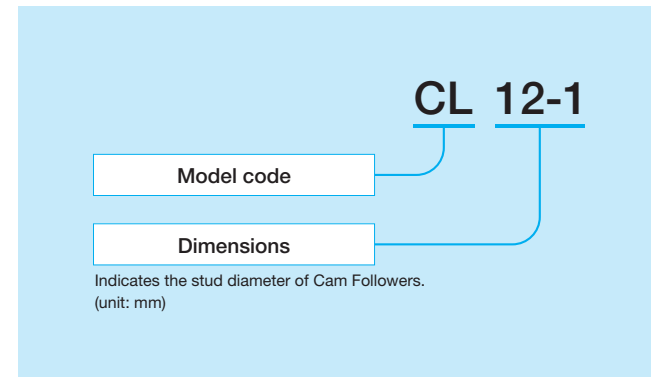 CL 12-1
Model code
Dimensions
Indicates the stud diameter of Cam Followers.
(unit: mm)